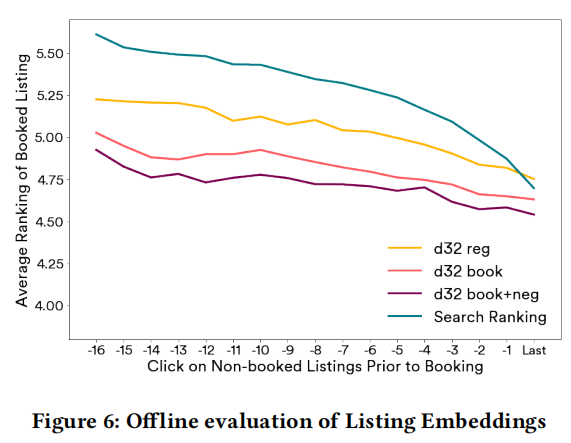 Average Ranking of Booked Listing
5.50
5.25
5.00
4.75
4.50
4.25
4.00
d32 reg
d32 book
d32 book+neg
Search Ranking
-16 -15 -14 -13 -12 -11 -10 -9 -8 -7 -6 -5 -4 -3 -2 -1 Last
Click on Non-booked Listings Prior to Booking
Figure 6: Offline evaluation of Listing Embeddings